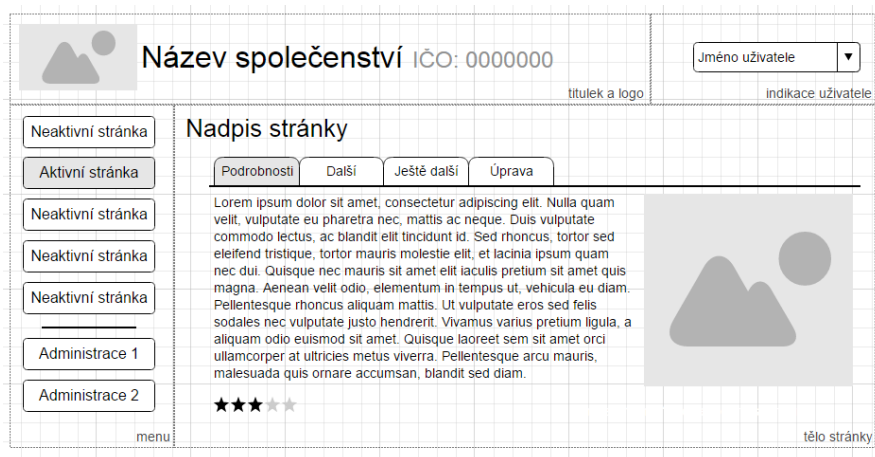 Název společenství IČO: 0000000
titulek a logo
Jméno uživatele
indikace uživatele
Neaktivní stránka
Aktivní stránka
Neaktivní stránka
Neaktivní stránka
Neaktivní stránka
Administrace 1
Administrace 2
menu
Nadpis stránky
Podrobnosti Další Ještě další Úprava
Lorem ipsum dolor sit amet, consectetur adipiscing elit. Nulla quam
velit, vulputate eu pharetra nec, mattis ac neque. Duis vulputate
commodo lectus, ac blandit elit tincidunt id. Sed rhoncus, tortor sed
eleifend tristique, tortor mauris molestie elit, et lacinia ipsum quam
nec dui. Quisque nec mauris sit amet elit iaculis pretium sit amet quis
magna. Aenean velit odio, elementum in tempus ut, vehicula eu diam.
Pellentesque rhoncus aliquam mattis. Ut vulputate eros sed felis
sodales nec vulputate justo hendrerit. Vivamus varius pretium ligula, a
aliquam odio euismod sit amet. Quisque laoreet sem sit amet orci
ullamcorper at ultricies metus viverra. Pellentesque arcu mauris,
malesuada quis ornare accumsan, blandit sed diam.
tělo stránky